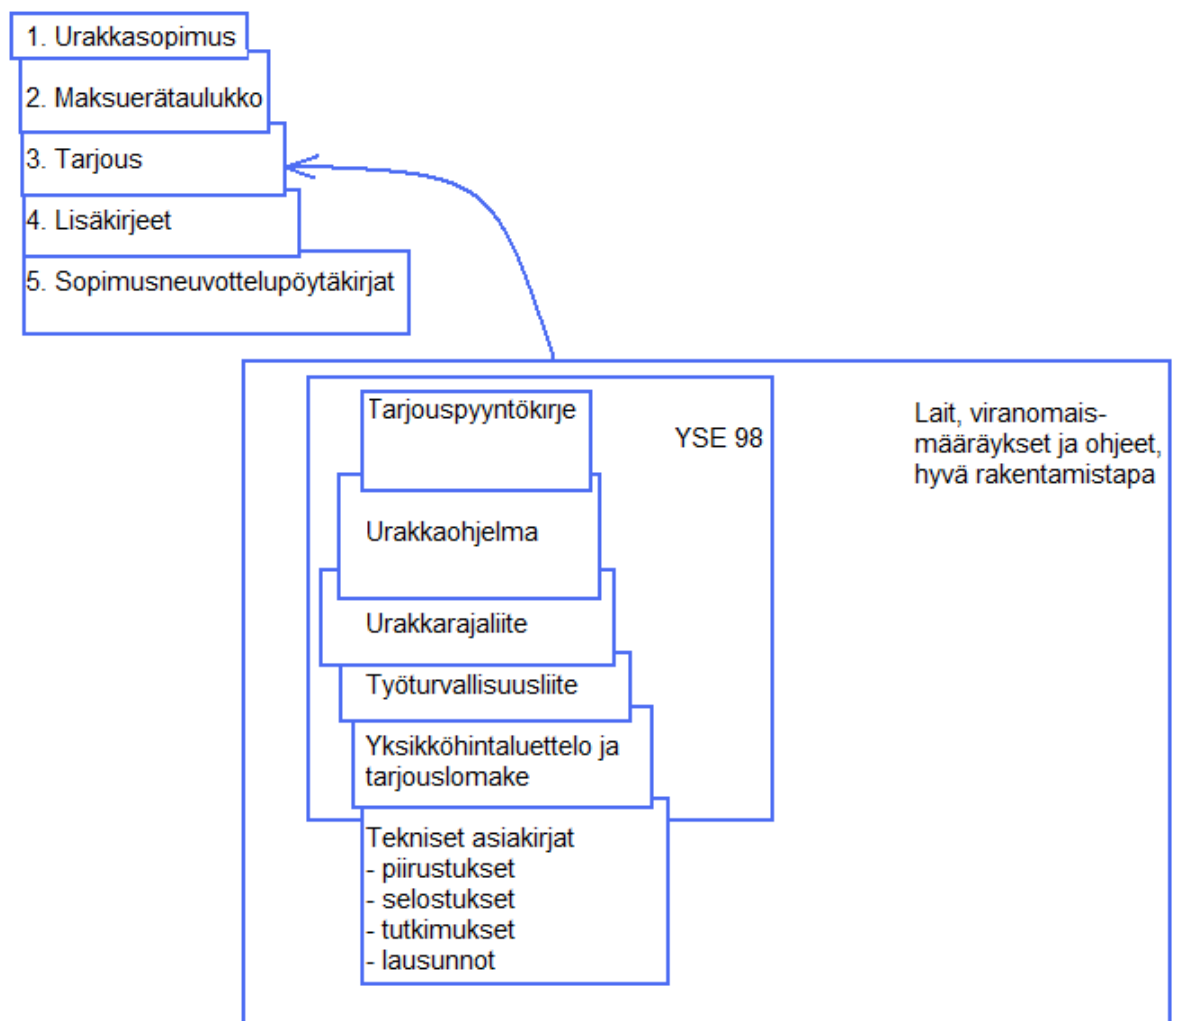 1. Urakkasopimus
2. Maksuerätaulukko
3. Tarjous
4. Lisäkirjeet
5. Sopimusneuvottelupöytäkirjat
Tarjouspyyntökirje
YSE 98
Lait, viranomais-
määräykset ja ohjeet,
hyvä rakentamistapa
Urakkaohjelma
Urakkarajaliite
Työturvallisuusliite
Yksikköhintaluettelo ja
tarjouslomake
Tekniset asiakirjat
- piirustukset
- selostukset
- tutkimukset
- lausunnot